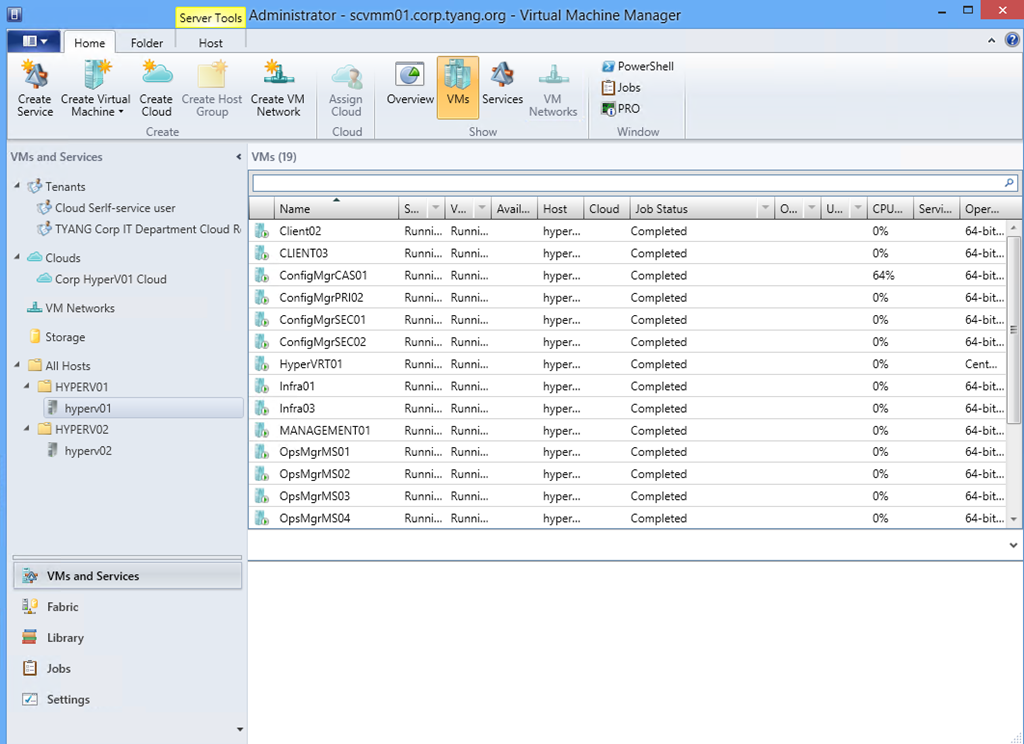 Server Tools
Administrator - scvmm01.corp.tyang.org - Virtual Machine Manager
Home Folder Host
Create Service
Create Virtual Machine
Create Cloud
Create Host Group
Create VM Network
Create
Assign Cloud
Cloud
Overview
VMs
Services
VM Networks
Show
PowerShell
Jobs
PRO
Window
VMs and Services
Tenants
Cloud Serlf-service user
TYANG Corp IT Department Cloud R
Clouds
Corp HyperV01 Cloud
VM Networks
Storage
All Hosts
HYPERV01
hyperv01
HYPERV02
hyperv02
VMs and Services
Fabric
Library
Jobs
Settings
VMs (19)
Name S... V... Avail... Host Cloud Job Status O... U... CPU... Servi... Oper...
Client02 Runni... Runni... hyper... Completed 0% 64-bit...
CLIENT03 Runni... Runni... hyper... Completed 0% 64-bit...
ConfigMgrCAS01 Runni... Runni... hyper... Completed 64% 64-bit...
ConfigMgrPRI02 Runni... Runni... hyper... Completed 0% 64-bit...
ConfigMgrSEC01 Runni... Runni... hyper... Completed 0% 64-bit...
ConfigMgrSEC02 Runni... Runni... hyper... Completed 0% 64-bit...
HyperVRT01 Runni... Runni... hyper... Completed 0% Cent...
Infra01 Runni... Runni... hyper... Completed 0% 64-bit...
Infra03 Runni... Runni... hyper... Completed 0% 64-bit...
MANAGEMENT01 Runni... Runni... hyper... Completed 0% 64-bit...
OpsMgrMS01 Runni... Runni... hyper... Completed 0% 64-bit...
OpsMgrMS02 Runni... Runni... hyper... Completed 0% 64-bit...
OpsMgrMS03 Runni... Runni... hyper... Completed 0% 64-bit...
OpsMgrMS04 Runni... Runni... hyper... Completed 0% 64-bit...